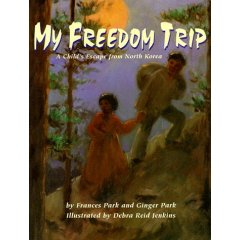 MY FREEDOM TRIP
A Child's Escape from North Korea
by Frances Park and Ginger Park
Illustrated by Debra Reid Jenkins